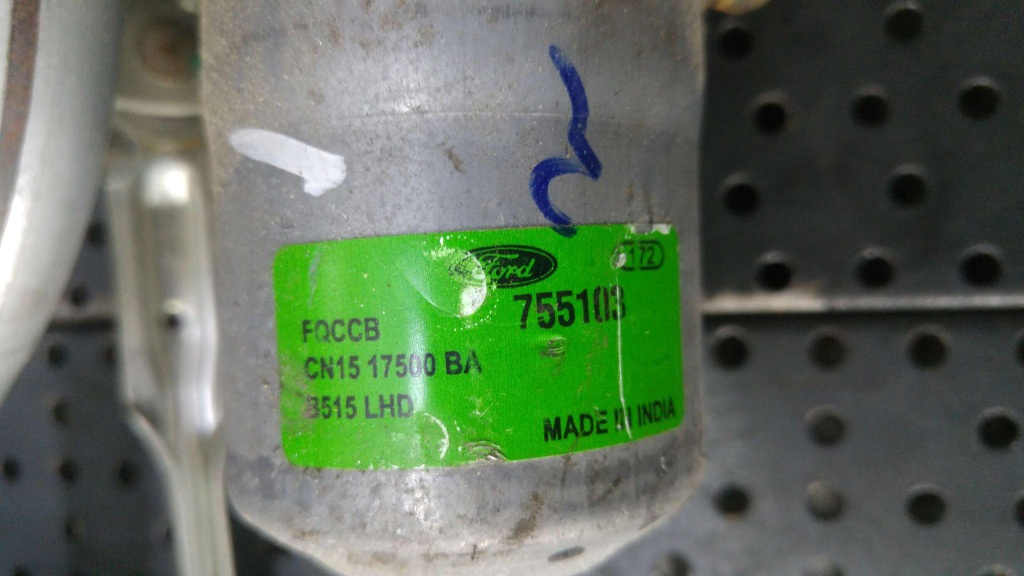 Ford
172
755103
FQCCB
CN15 17500 BA
B515 LHD
MADE IN INDIA